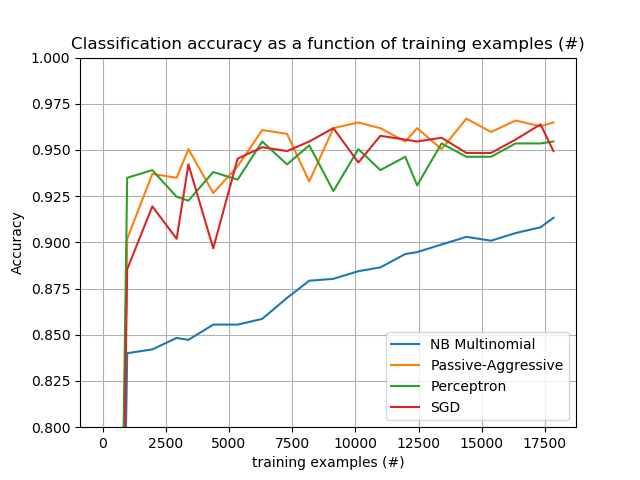 Classification accuracy as a function of training examples (#)
1.000
0.975
0.950
0.925
0.900
0.875
0.850
0.825
0.800
Accuracy
NB Multinomial
Passive-Aggressive
Perceptron
SGD
0 2500 5000 7500 10000 12500 15000 17500
training examples (#)